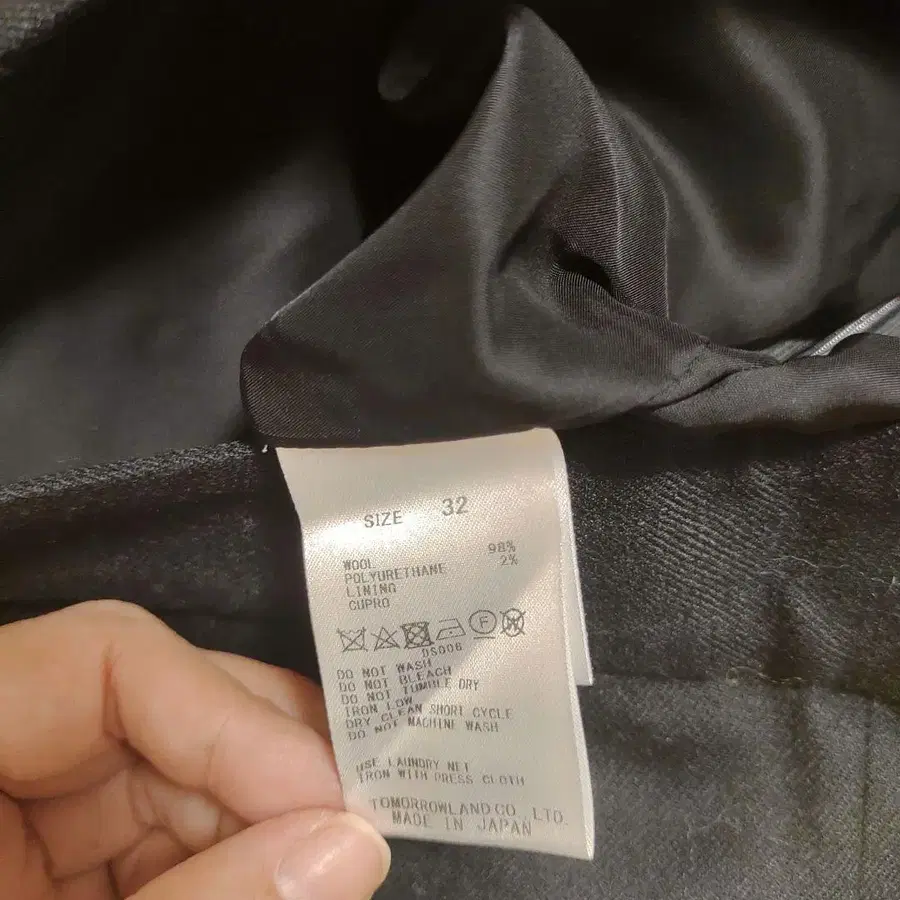 SIZE 32
WOOL 98%
POLYURETHANE 2%
LINING
CUPRO
F W
DS006
DO NOT WASH
DO NOT BLEACH
DO NOT TUMBLE DRY
IRON LOW
DRY CLEAN SHORT CYCLE
DO NOT MACHINE WASH
USE LAUNDRY NET
IRON WITH PRESS CLOTH
TOMORROWLAND CO.,LTD.
MADE IN JAPAN